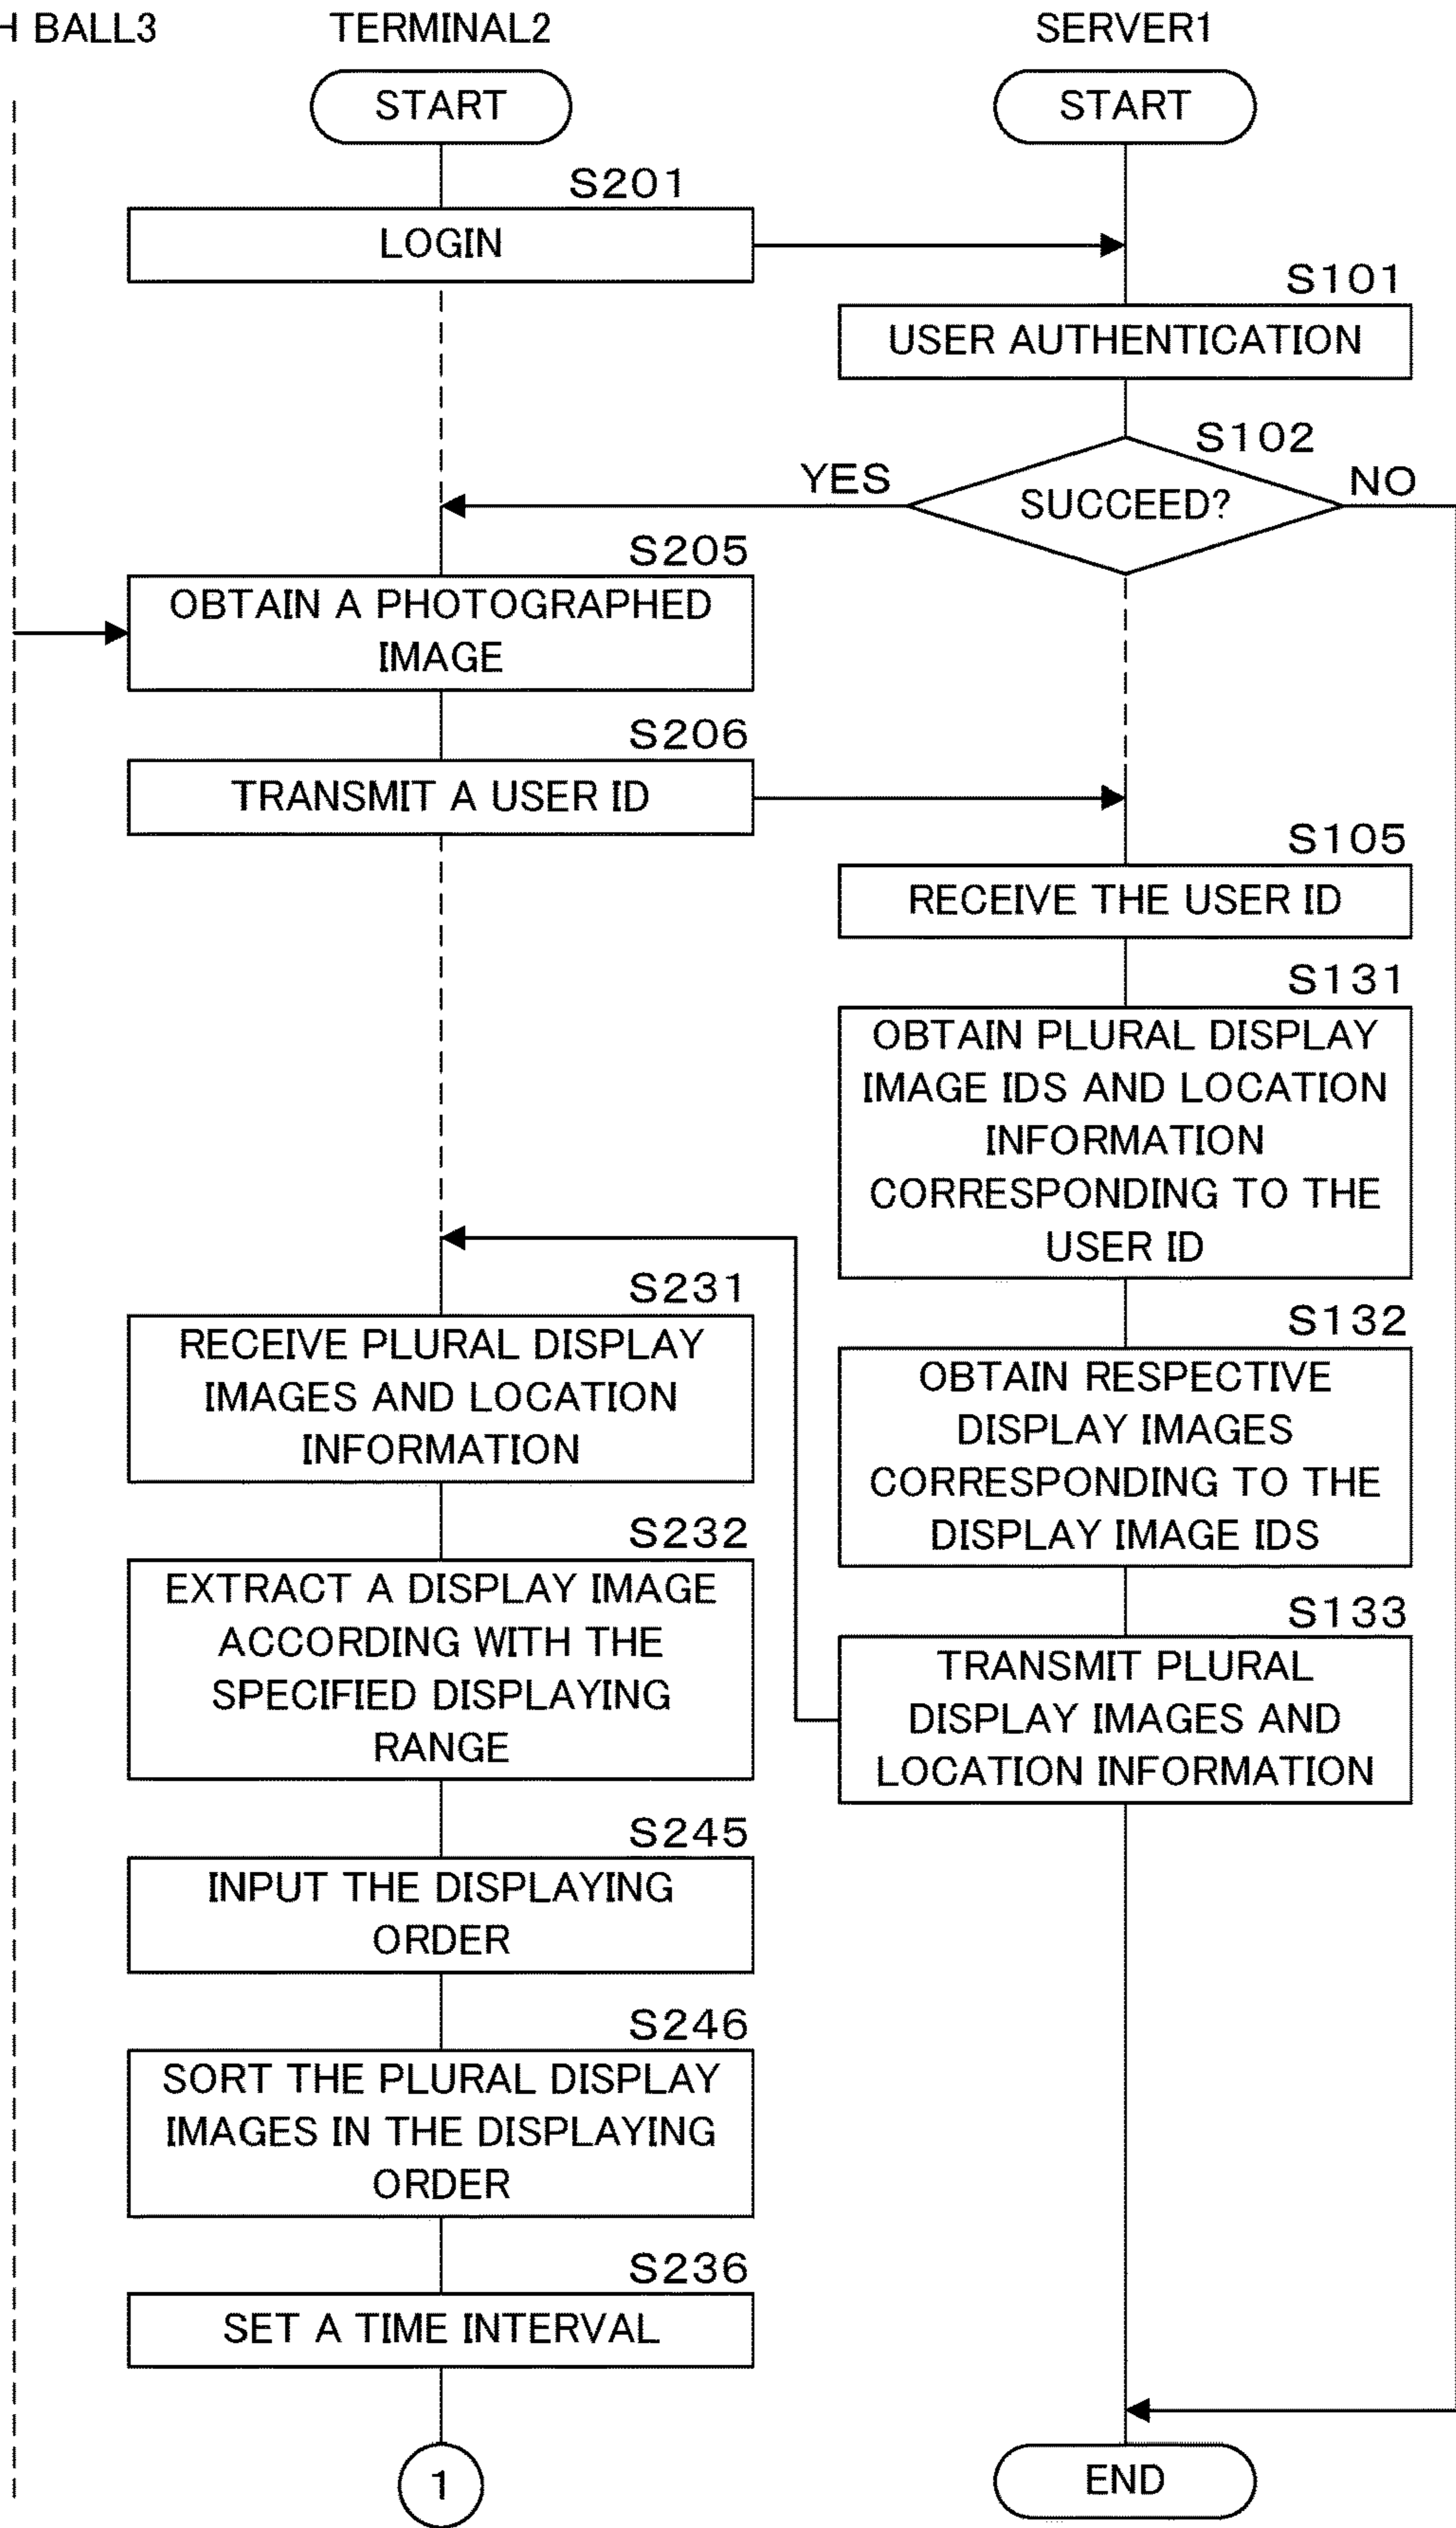 H BALL3
TERMINAL2
SERVER1
START
START
S201
LOGIN
S101
USER AUTHENTICATION
S102
SUCCEED?
YES
NO
S205
OBTAIN A PHOTOGRAPHED
IMAGE
S206
TRANSMIT A USER ID
S105
RECEIVE THE USER ID
S131
OBTAIN PLURAL DISPLAY
IMAGE IDS AND LOCATION
INFORMATION
CORRESPONDING TO THE
USER ID
S231
RECEIVE PLURAL DISPLAY
IMAGES AND LOCATION
INFORMATION
S132
OBTAIN RESPECTIVE
DISPLAY IMAGES
CORRESPONDING TO THE
DISPLAY IMAGE IDS
S232
EXTRACT A DISPLAY IMAGE
ACCORDING WITH THE
SPECIFIED DISPLAYING
RANGE
S133
TRANSMIT PLURAL
DISPLAY IMAGES AND
LOCATION INFORMATION
S245
INPUT THE DISPLAYING
ORDER
S246
SORT THE PLURAL DISPLAY
IMAGES IN THE DISPLAYING
ORDER
S236
SET A TIME INTERVAL
1
END